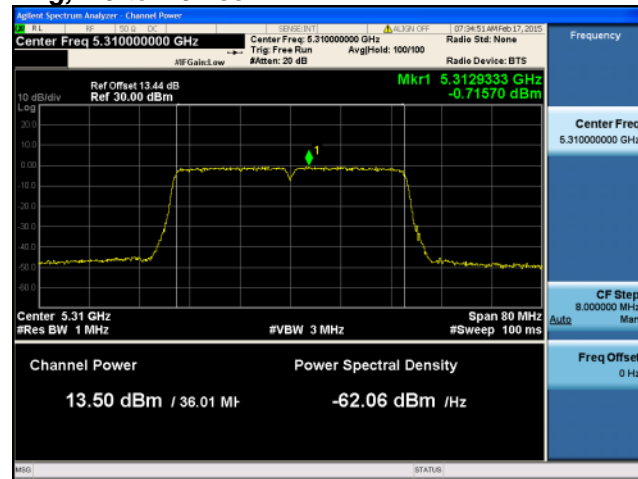 Agilent Spectrum Analyzer - Channel Power
RL RF 50 Ω DC SENSE:INT ALIGN OFF 07:34:51 AM Feb 17, 2015
Center Freq 5.310000000 GHz Center Freq: 5.310000000 GHz Radio Std: None Frequency
Trig: Free Run Avg|Hold: 100/100
#IFGain:Low #Atten: 20 dB Radio Device: BTS
Ref Offset 13.44 dB Mkr1 5.3129333 GHz
10 dB/div Ref 30.00 dBm -0.71570 dBm
Log
20.0
10.0
0.00
-10.0
-20.0
-30.0
-40.0
-50.0
-60.0
1
Center Freq
5.310000000 GHz
Center 5.31 GHz Span 80 MHz
#Res BW 1 MHz #VBW 3 MHz #Sweep 100 ms
CF Step
8.000000 MHz
Auto Man
Channel Power Power Spectral Density
13.50 dBm / 36.01 MH -62.06 dBm /Hz
Freq Offset
0 Hz
MSG STATUS